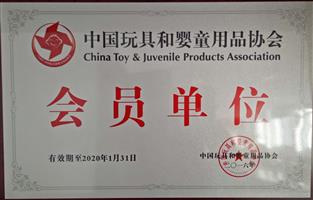 中国玩具和婴童用品协会
China Toy & Juvenile Products Association
会员单位
有效期至2020年1月31日
中国玩具和婴童用品协会
二〇一六年